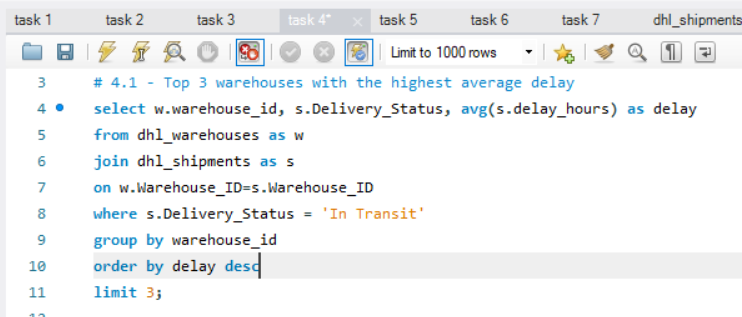 task 1 task 2 task 3 task 4* task 5 task 6 task 7 dhl_shipments
Limit to 1000 rows
3 # 4.1 - Top 3 warehouses with the highest average delay
4 select w.warehouse_id, s.Delivery_Status, avg(s.delay_hours) as delay
5 from dhl_warehouses as w
6 join dhl_shipments as s
7 on w.Warehouse_ID=s.Warehouse_ID
8 where s.Delivery_Status = 'In Transit'
9 group by warehouse_id
10 order by delay desc
11 limit 3;